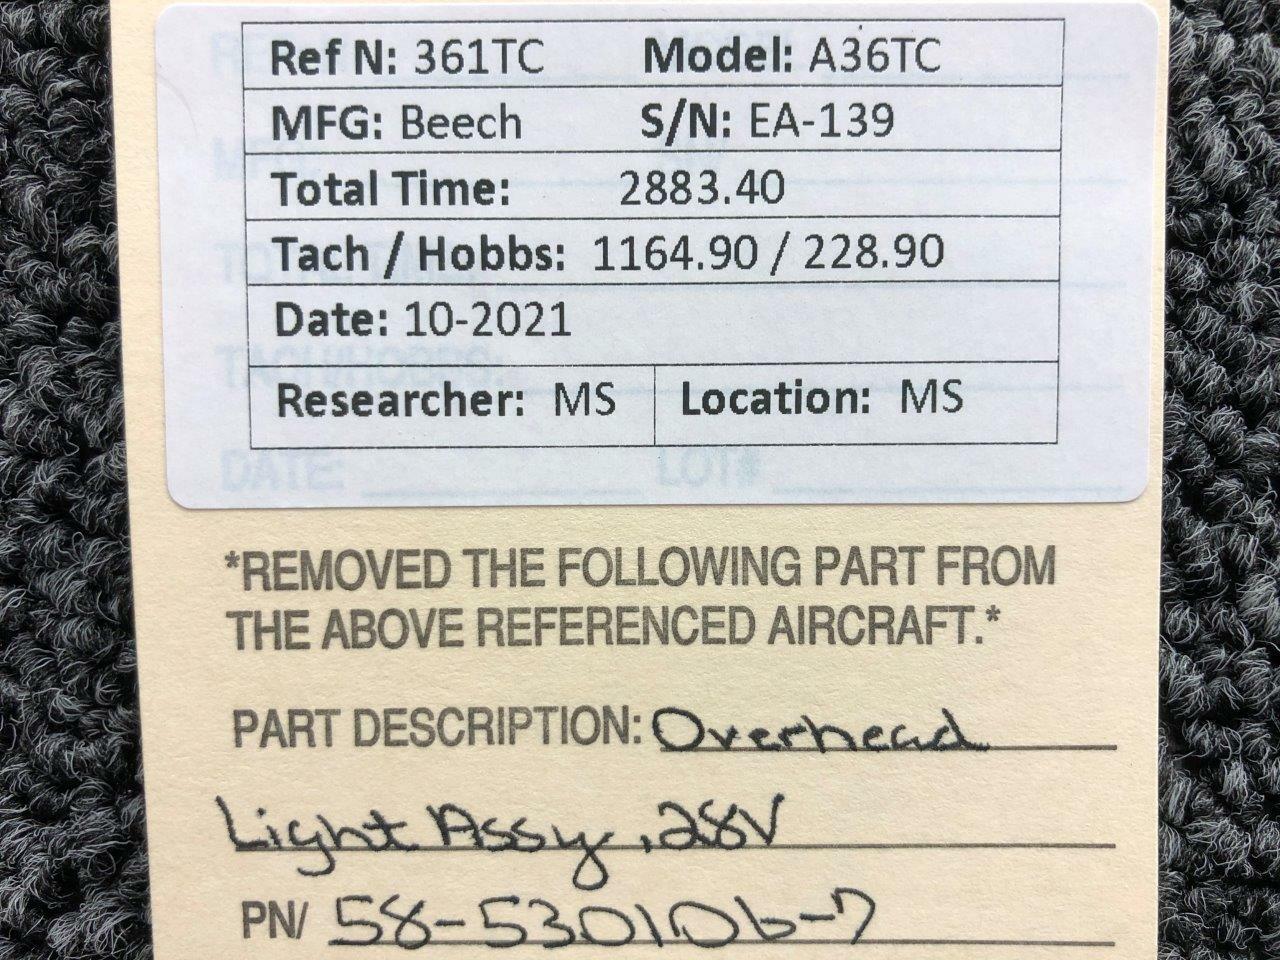 Ref N: 361TC Model: A36TC
MFG: Beech S/N: EA-139
Total Time: 2883.40
Tach / Hobbs: 1164.90 / 228.90
Date: 10-2021
Researcher: MS Location: MS
DATE: LOT#
*REMOVED THE FOLLOWING PART FROM
THE ABOVE REFERENCED AIRCRAFT.*
PART DESCRIPTION: Overhead
Light Assy, 28V
PN/ 58-530106-7